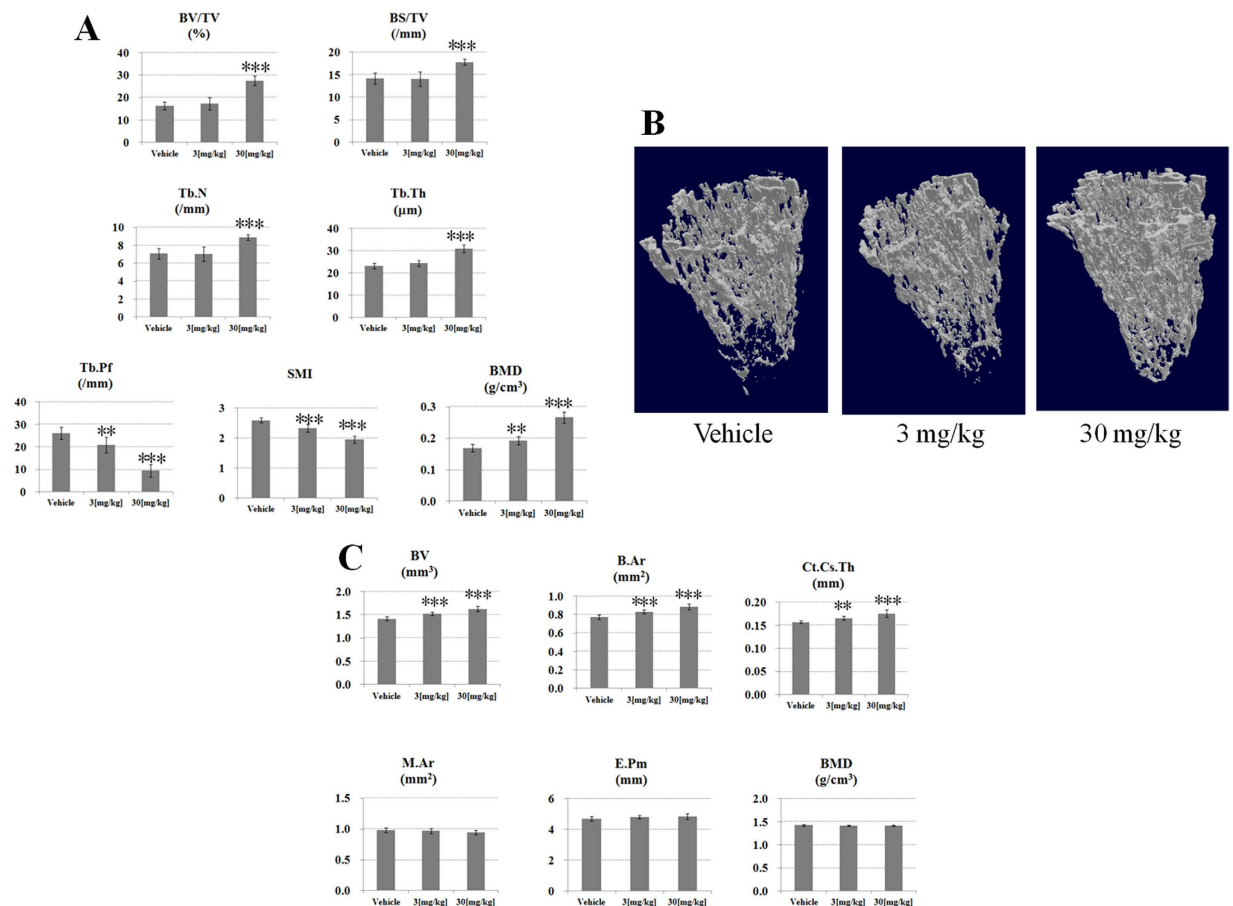 A
BV/TV
(%)
***
40
30
20
10
0
Vehicle 3[mg/kg] 30[mg/kg]
BS/TV
(/mm)
***
20
15
10
5
0
Vehicle 3[mg/kg] 30[mg/kg]
Tb.N
(/mm)
***
10
8
6
4
2
0
Vehicle 3[mg/kg] 30[mg/kg]
Tb.Th
(μm)
***
40
30
20
10
0
Vehicle 3[mg/kg] 30[mg/kg]
Tb.Pf
(/mm)
40
30
20
10
0
**
***
Vehicle 3[mg/kg] 30[mg/kg]
SMI
3
2
1
0
*** ***
Vehicle 3[mg/kg] 30[mg/kg]
BMD
(g/cm³)
0.3
0.2
0.1
0.0
** ***
Vehicle 3[mg/kg] 30[mg/kg]
B
Vehicle 3 mg/kg 30 mg/kg
C
BV
(mm³)
2.0
1.5
1.0
0.5
0.0
*** ***
Vehicle 3[mg/kg] 30[mg/kg]
B.Ar
(mm²)
1.0
0.8
0.6
0.4
0.2
0.0
*** ***
Vehicle 3[mg/kg] 30[mg/kg]
Ct.Cs.Th
(mm)
0.20
0.15
0.10
0.05
0.00
** ***
Vehicle 3[mg/kg] 30[mg/kg]
M.Ar
(mm²)
1.5
1.0
0.5
0.0
Vehicle 3[mg/kg] 30[mg/kg]
E.Pm
(mm)
6
4
2
0
Vehicle 3[mg/kg] 30[mg/kg]
BMD
(g/cm³)
2.0
1.5
1.0
0.5
0.0
Vehicle 3[mg/kg] 30[mg/kg]